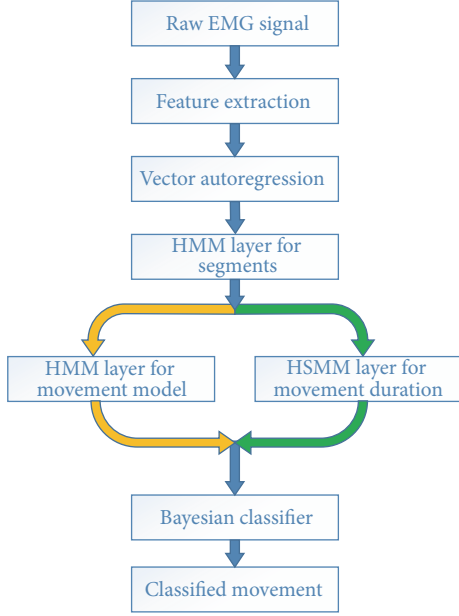 Raw EMG signal
Feature extraction
Vector autoregression
HMM layer for
segments
HMM layer for
movement model
HSMM layer for
movement duration
Bayesian classifier
Classified movement